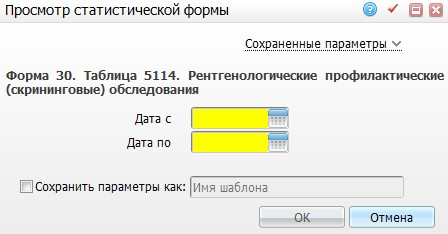 Просмотр статистической формы
Сохраненные параметры
Форма 30. Таблица 5114. Рентгенологические профилактические
(скрининговые) обследования
Дата с
Дата по
Сохранить параметры как: Имя шаблона
ОК Отмена